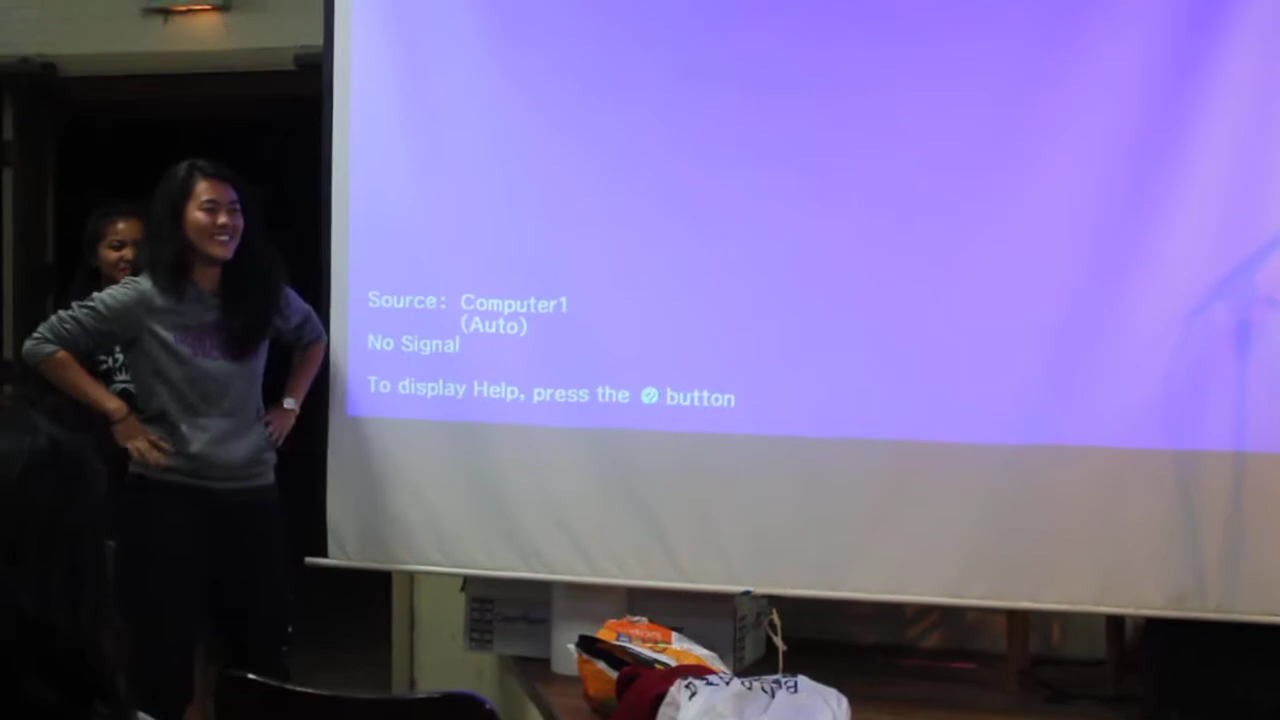 Source: Computer1
(Auto)
No Signal
To display Help, press the button